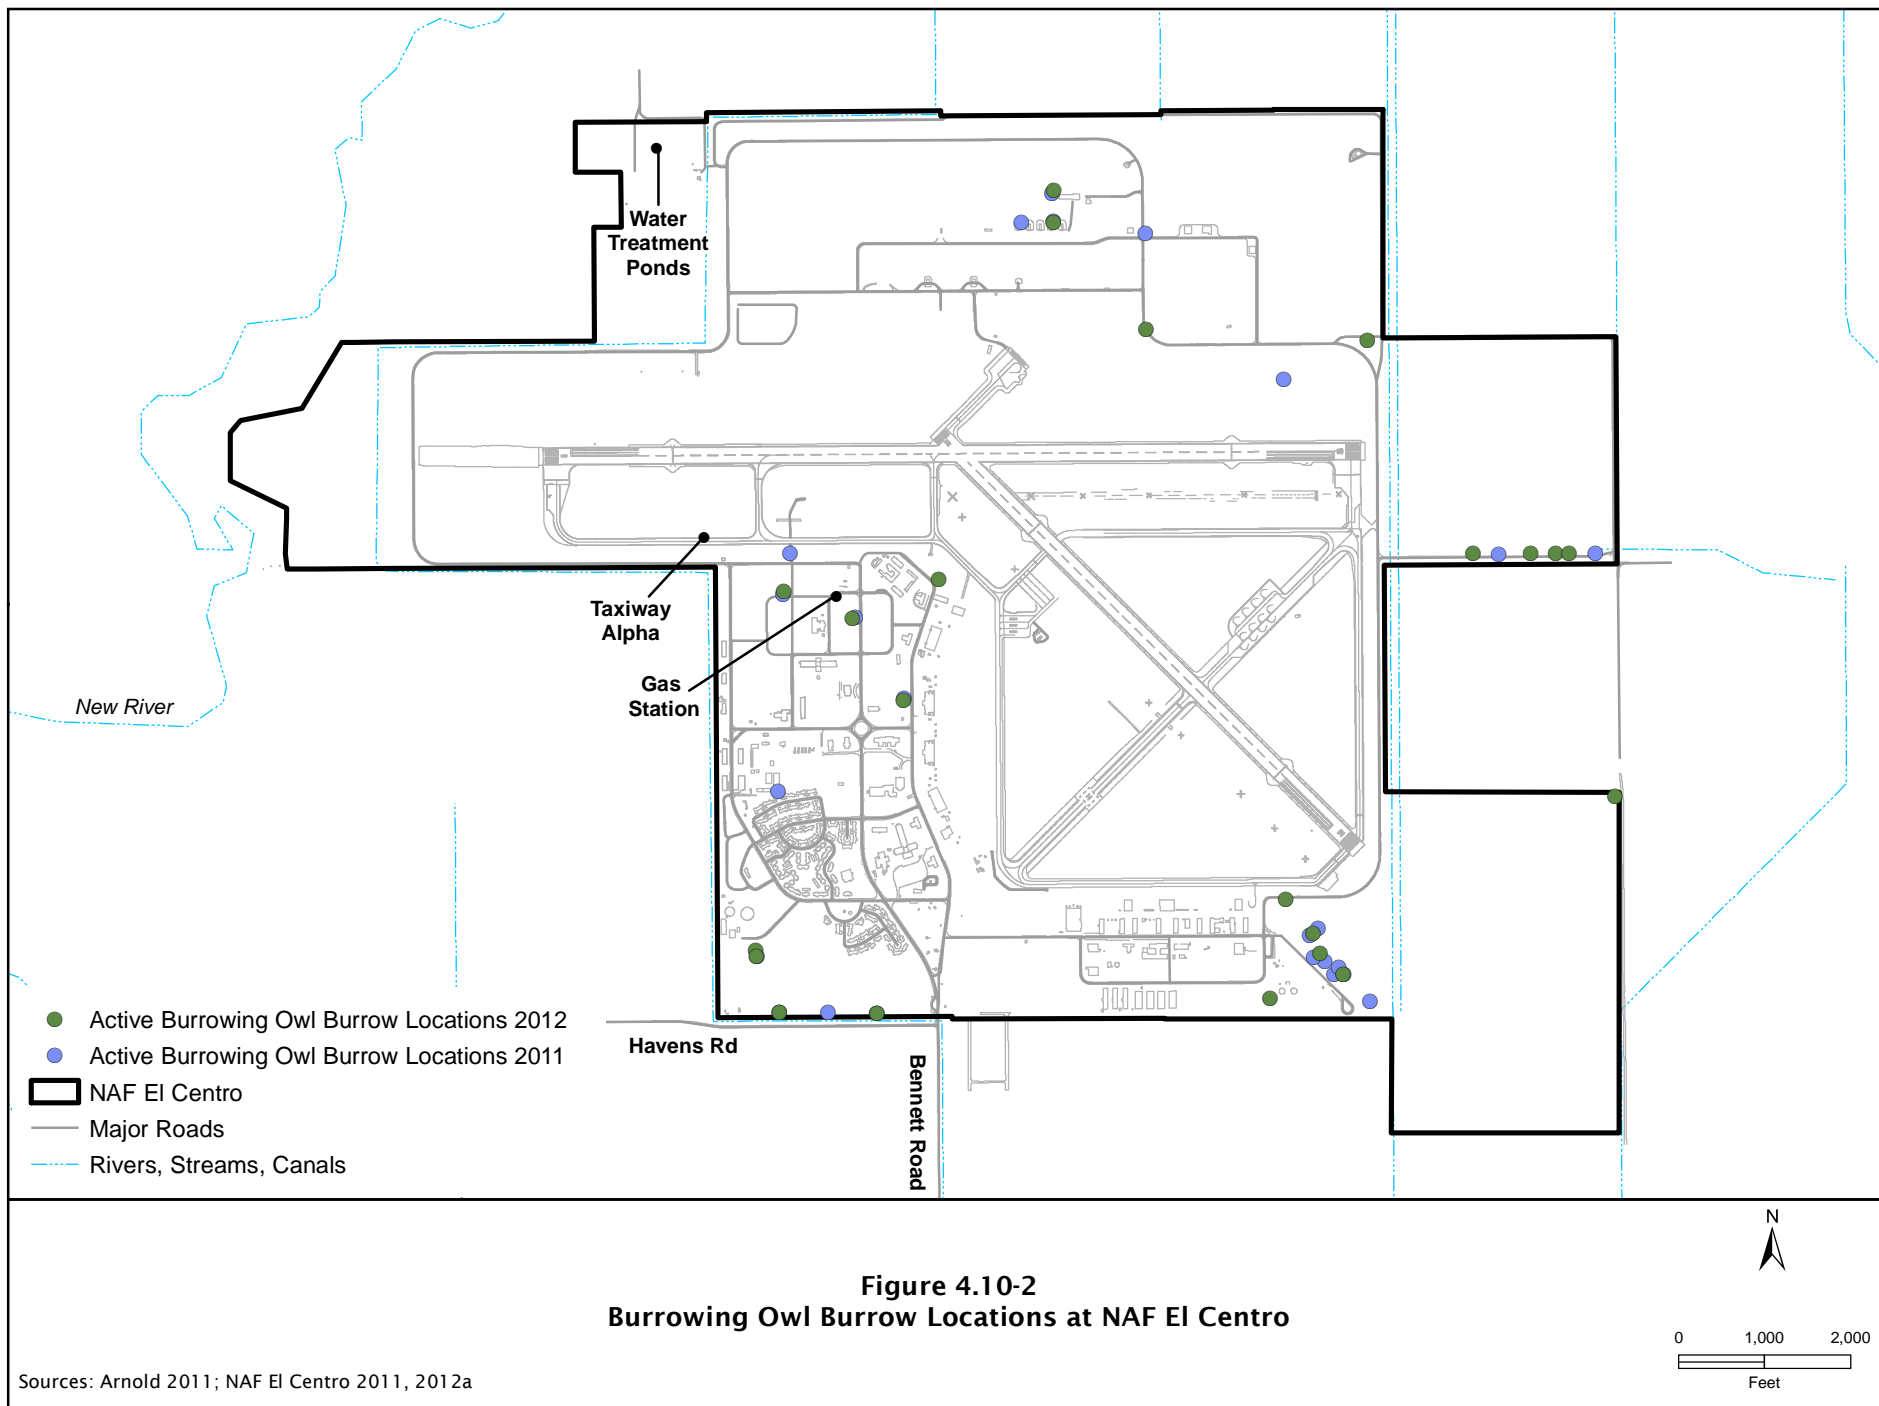 Water
Treatment
Ponds
Taxiway
Alpha
Gas
Station
New River
Active Burrowing Owl Burrow Locations 2012
Active Burrowing Owl Burrow Locations 2011
NAF El Centro
Major Roads
Rivers, Streams, Canals
Havens Rd
Bennett Road
N
Figure 4.10-2
Burrowing Owl Burrow Locations at NAF El Centro
0 1,000 2,000
Feet
Sources: Arnold 2011; NAF El Centro 2011, 2012a